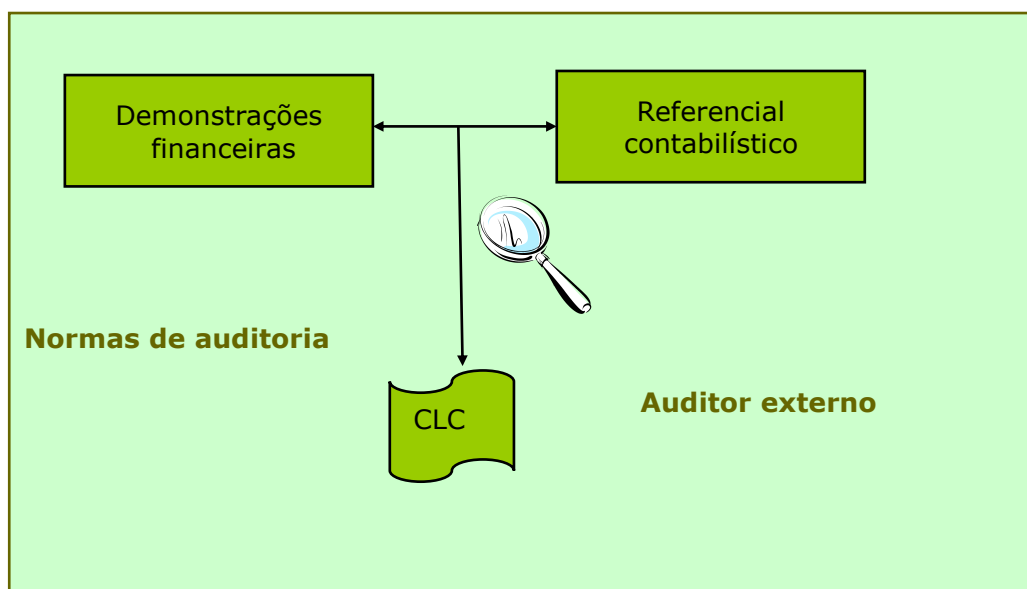 Demonstrações
financeiras
Referencial
contabilístico
Normas de auditoria
CLC
Auditor externo